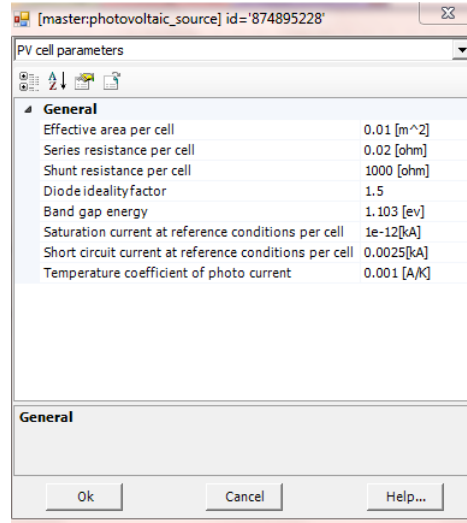 [master:photovoltaic_source] id='874895228'
PV cell parameters
General
Effective area per cell 0.01 [m^2]
Series resistance per cell 0.02 [ohm]
Shunt resistance per cell 1000 [ohm]
Diode ideality factor 1.5
Band gap energy 1.103 [ev]
Saturation current at reference conditions per cell 1e-12[kA]
Short circuit current at reference conditions per cell 0.0025[kA]
Temperature coefficient of photo current 0.001 [A/K]
General
Ok Cancel Help...